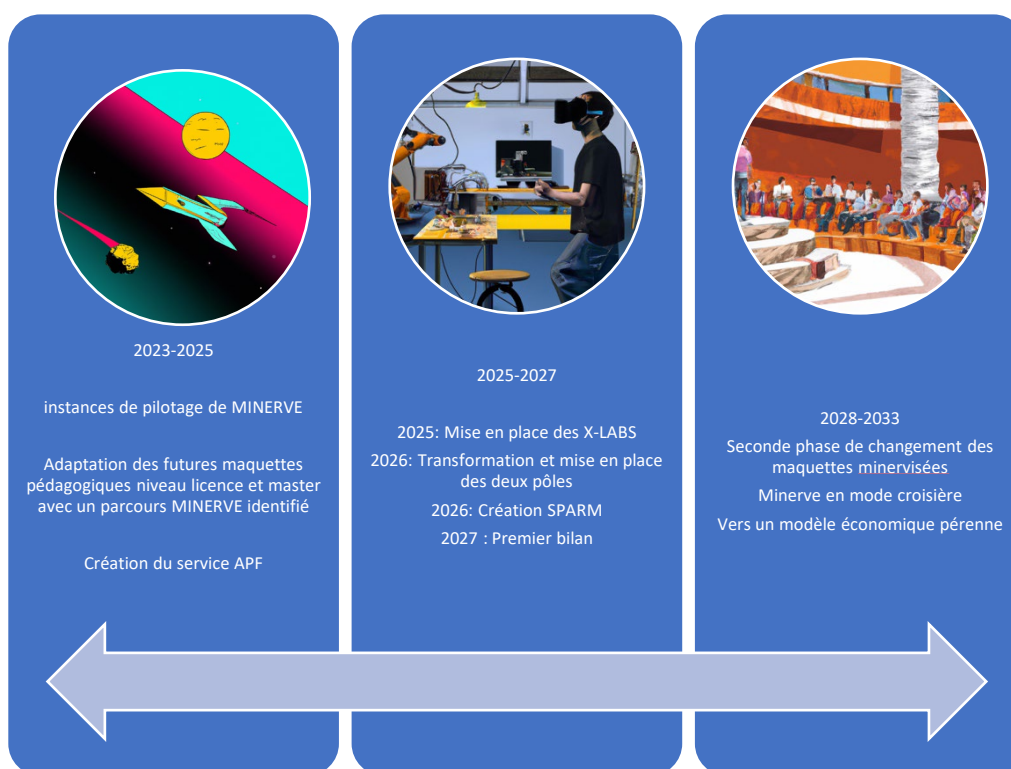 2023-2025
instances de pilotage de MINERVE
Adaptation des futures maquettes
pédagogiques niveau licence et master
avec un parcours MINERVE identifié
Création du service APF
2025-2027
2025: Mise en place des X-LABS
2026: Transformation et mise en place
des deux pôles
2026: Création SPARM
2027 : Premier bilan
2028-2033
Seconde phase de changement des
maquettes minervisées
Minerve en mode croisière
Vers un modèle économique pérenne